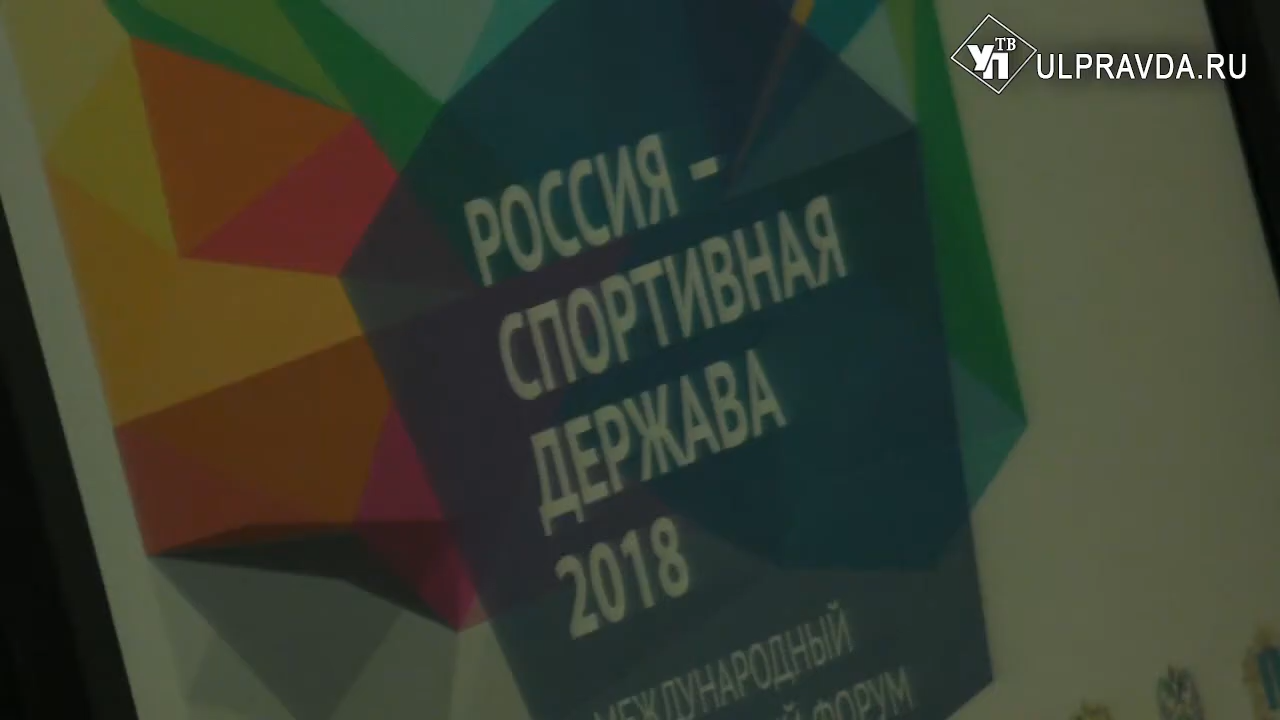 УП ТВ
ULPRAVDA.RU
РОССИЯ –
СПОРТИВНАЯ
ДЕРЖАВА
2018
МЕЖДУНАРОДНЫЙ
ФОРУМ